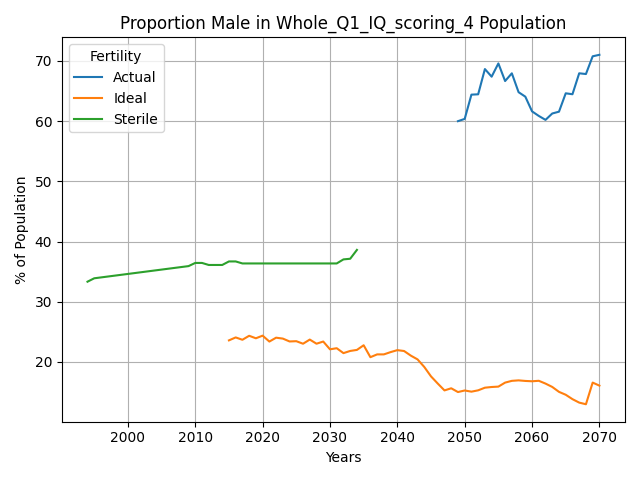 Proportion Male in Whole_Q1_IQ_scoring_4 Population
Fertility
Actual
Ideal
Sterile
% of Population
70
60
50
40
30
20
2000 2010 2020 2030 2040 2050 2060 2070
Years